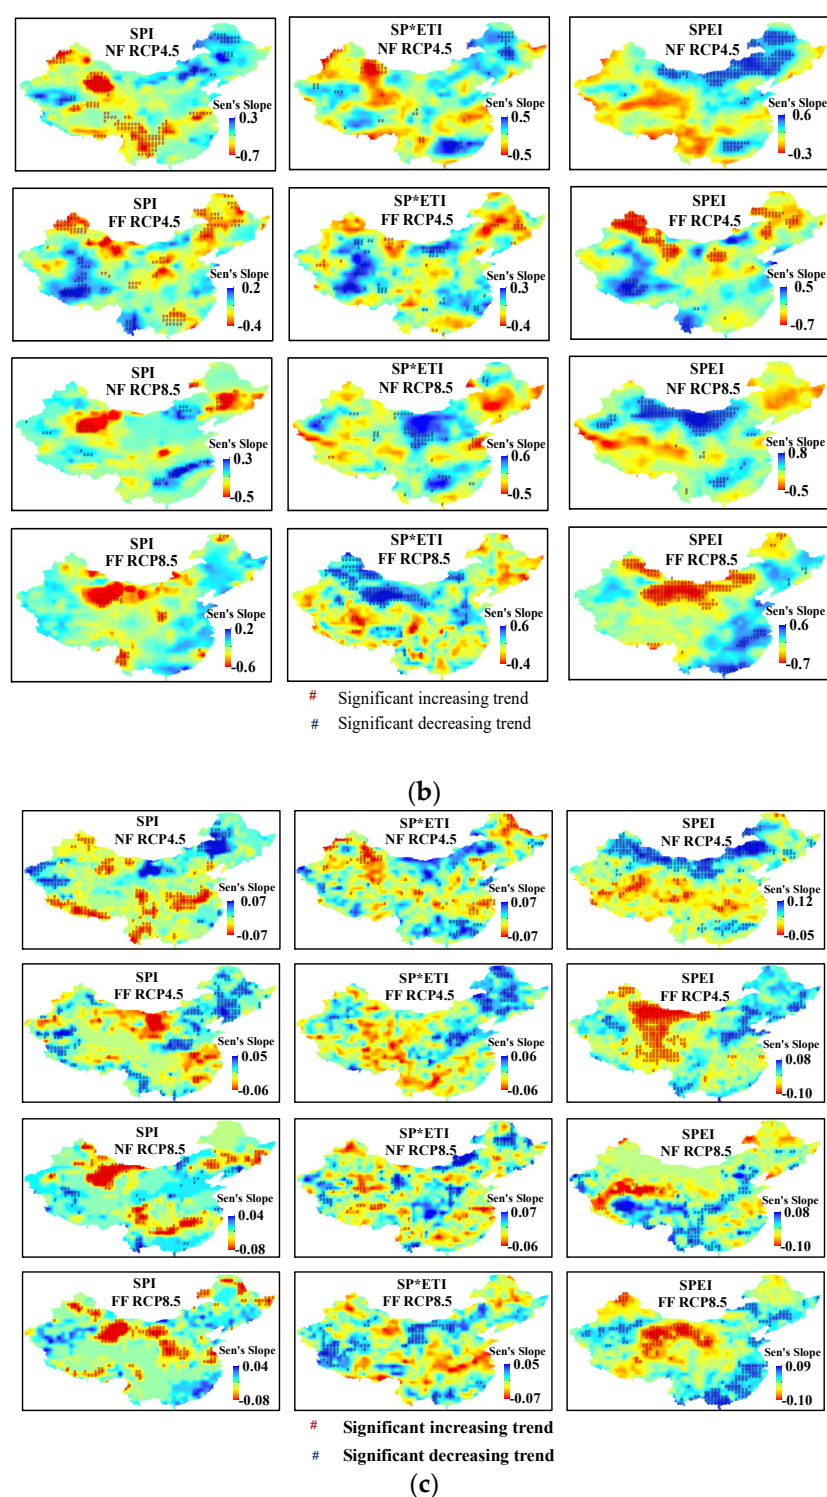 SPI
NF RCP4.5
Sen's Slope
0.3
-0.7
SP*ETI
NF RCP4.5
Sen's Slope
0.5
-0.5
SPEI
NF RCP4.5
Sen's Slope
0.6
-0.3
SPI
FF RCP4.5
Sen's Slope
0.2
-0.4
SP*ETI
FF RCP4.5
Sen's Slope
0.3
-0.4
SPEI
FF RCP4.5
Sen's Slope
0.5
-0.7
SPI
NF RCP8.5
Sen's Slope
0.3
-0.5
SP*ETI
NF RCP8.5
Sen's Slope
0.6
-0.5
SPEI
NF RCP8.5
Sen's Slope
0.8
-0.5
SPI
FF RCP8.5
Sen's Slope
0.2
-0.6
SP*ETI
FF RCP8.5
Sen's Slope
0.6
-0.4
SPEI
FF RCP8.5
Sen's Slope
0.6
-0.7
# Significant increasing trend
# Significant decreasing trend
(b)
SPI
NF RCP4.5
Sen's Slope
0.07
-0.07
SP*ETI
NF RCP4.5
Sen's Slope
0.07
-0.07
SPEI
NF RCP4.5
Sen's Slope
0.12
-0.05
SPI
FF RCP4.5
Sen's Slope
0.05
-0.06
SP*ETI
FF RCP4.5
Sen's Slope
0.06
-0.06
SPEI
FF RCP4.5
Sen's Slope
0.08
-0.10
SPI
NF RCP8.5
Sen's Slope
0.04
-0.08
SP*ETI
NF RCP8.5
Sen's Slope
0.07
-0.06
SPEI
NF RCP8.5
Sen's Slope
0.08
-0.10
SPI
FF RCP8.5
Sen's Slope
0.04
-0.08
SP*ETI
FF RCP8.5
Sen's Slope
0.05
-0.07
SPEI
FF RCP8.5
Sen's Slope
0.09
-0.10
# Significant increasing trend
# Significant decreasing trend
(c)